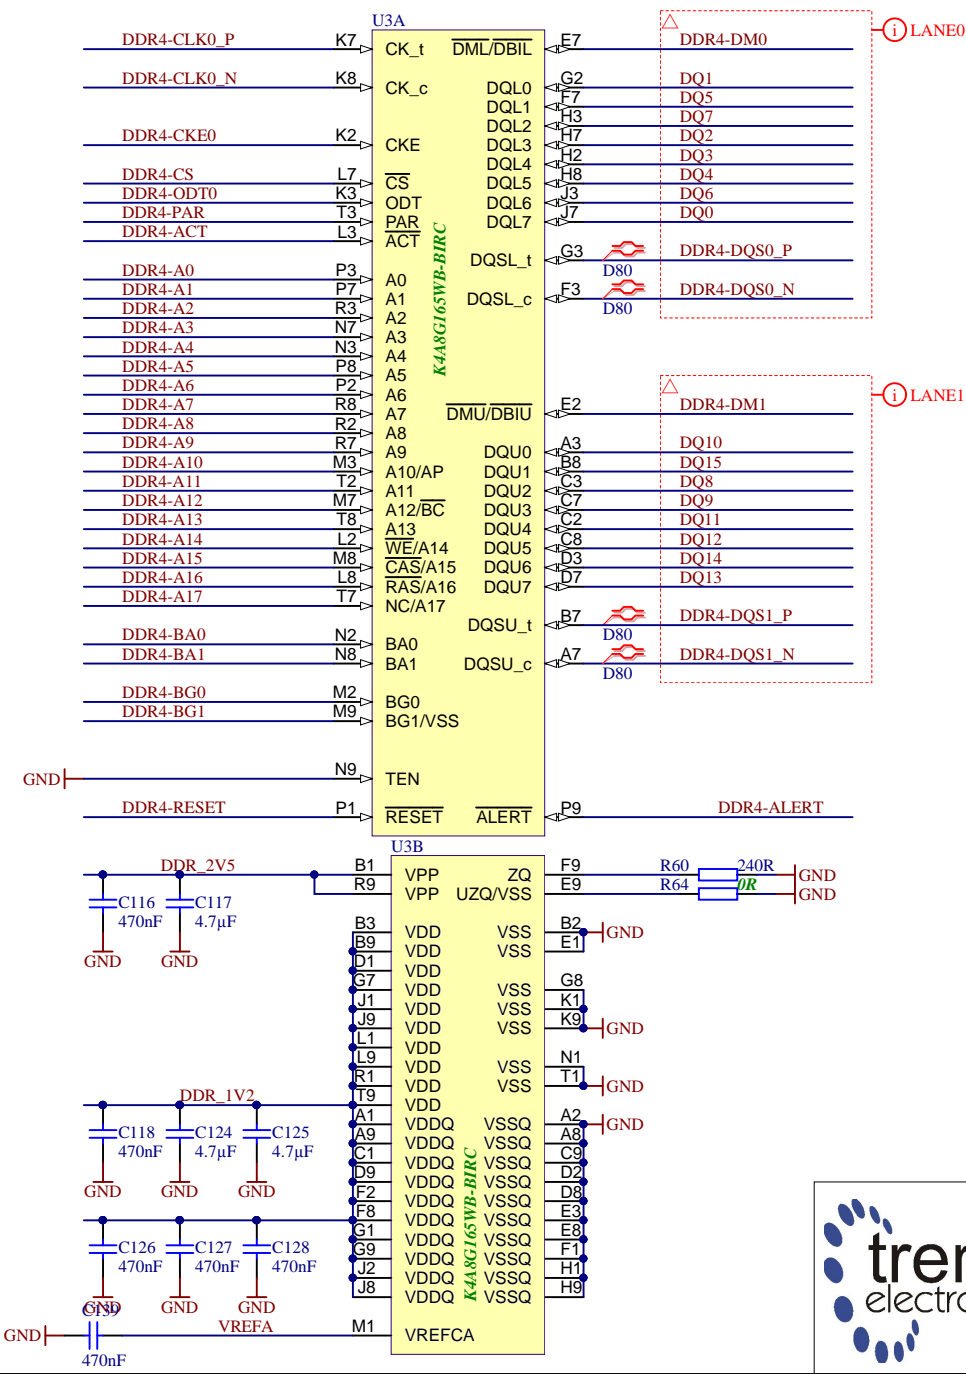 U3A
DDR4-CLK0_P K7 CK_t DML/DBIL E7 DDR4-DM0
LANE0
DDR4-CLK0_N K8 CK_c DQL0 G2 DQ1
DQL1 F7 DQ5
DQL2 H3 DQ7
DDR4-CKE0 K2 CKE DQL3 H7 DQ2
DQL4 H2 DQ3
DDR4-CS L7 CS DQL5 H8 DQ4
DDR4-ODT0 K3 ODT DQL6 J3 DQ6
DDR4-PAR T3 PAR DQL7 J7 DQ0
DDR4-ACT L3 ACT
K4A8G165WB-BIRC
DQSL_t G3 D80 DDR4-DQS0_P
DDR4-A0 P3 A0
DDR4-A1 P7 A1 DQSL_c F3 D80 DDR4-DQS0_N
DDR4-A2 R3 A2
DDR4-A3 N7 A3
DDR4-A4 N3 A4
DDR4-A5 P8 A5
DDR4-A6 P2 A6
LANE1
DDR4-A7 R8 A7 DMU/DBIU E2 DDR4-DM1
DDR4-A8 R2 A8
DDR4-A9 R7 A9 DQU0 A3 DQ10
DDR4-A10 M3 A10/AP DQU1 B8 DQ15
DDR4-A11 T2 A11 DQU2 C3 DQ8
DDR4-A12 M7 A12/BC DQU3 C7 DQ9
DDR4-A13 T8 A13 DQU4 C2 DQ11
DDR4-A14 L2 WE/A14 DQU5 C8 DQ12
DDR4-A15 M8 CAS/A15 DQU6 D3 DQ14
DDR4-A16 L8 RAS/A16 DQU7 D7 DQ13
DDR4-A17 T7 NC/A17
DQSU_t B7 D80 DDR4-DQS1_P
DDR4-BA0 N2 BA0
DDR4-BA1 N8 BA1 DQSU_c A7 D80 DDR4-DQS1_N
DDR4-BG0 M2 BG0
DDR4-BG1 M9 BG1/VSS
GND N9 TEN
DDR4-RESET P1 RESET ALERT P9 DDR4-ALERT
U3B
DDR_2V5 B1 VPP ZQ F9 R60 240R GND
R9 VPP UZQ/VSS E9 R64 0R GND
C116 470nF GND
C117 4.7µF GND
B3 VDD VSS B2 GND
B9 VDD VSS E1
D1 VDD
G7 VDD VSS G8
J1 VDD VSS K1
J9 VDD VSS K9 GND
L1 VDD
L9 VDD VSS N1
R1 VDD VSS T1 GND
DDR_1V2 T9 VDD
A1 VDDQ VSSQ A2 GND
A9 VDDQ VSSQ A8
C1 VDDQ VSSQ C9
D9 VDDQ VSSQ D2
F2 VDDQ VSSQ D8
F8 VDDQ VSSQ E3
G1 VDDQ VSSQ E8
G9 VDDQ VSSQ F1
J2 VDDQ VSSQ H1
J8 VDDQ VSSQ H9
K4A8G165WB-BIRC
C118 470nF GND
C124 4.7µF GND
C125 4.7µF GND
C126 470nF GND
C127 470nF GND
C128 470nF GND
GND C139 470nF VREFA M1 VREFCA
tren
electro